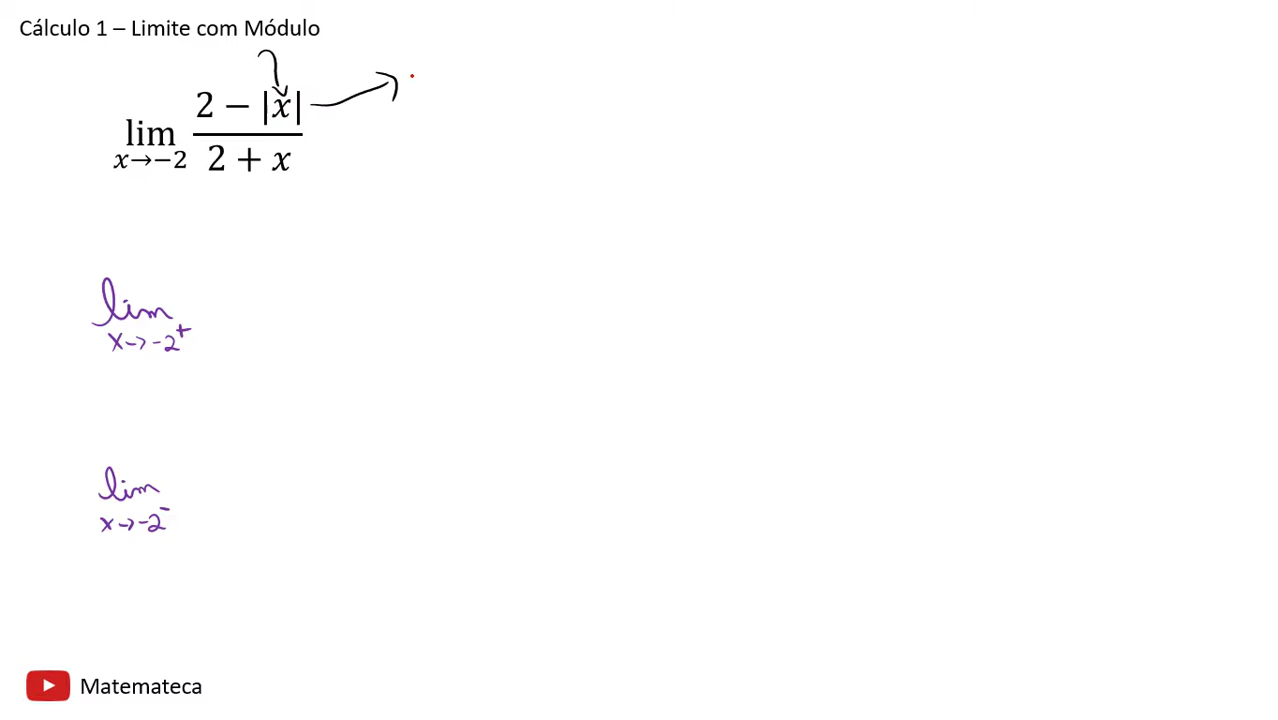 Cálculo 1 – Limite com Módulo
2 − |x|
lim
x→−2
2 + x
lim
x→-2⁺
lim
x→-2⁻
Matemateca